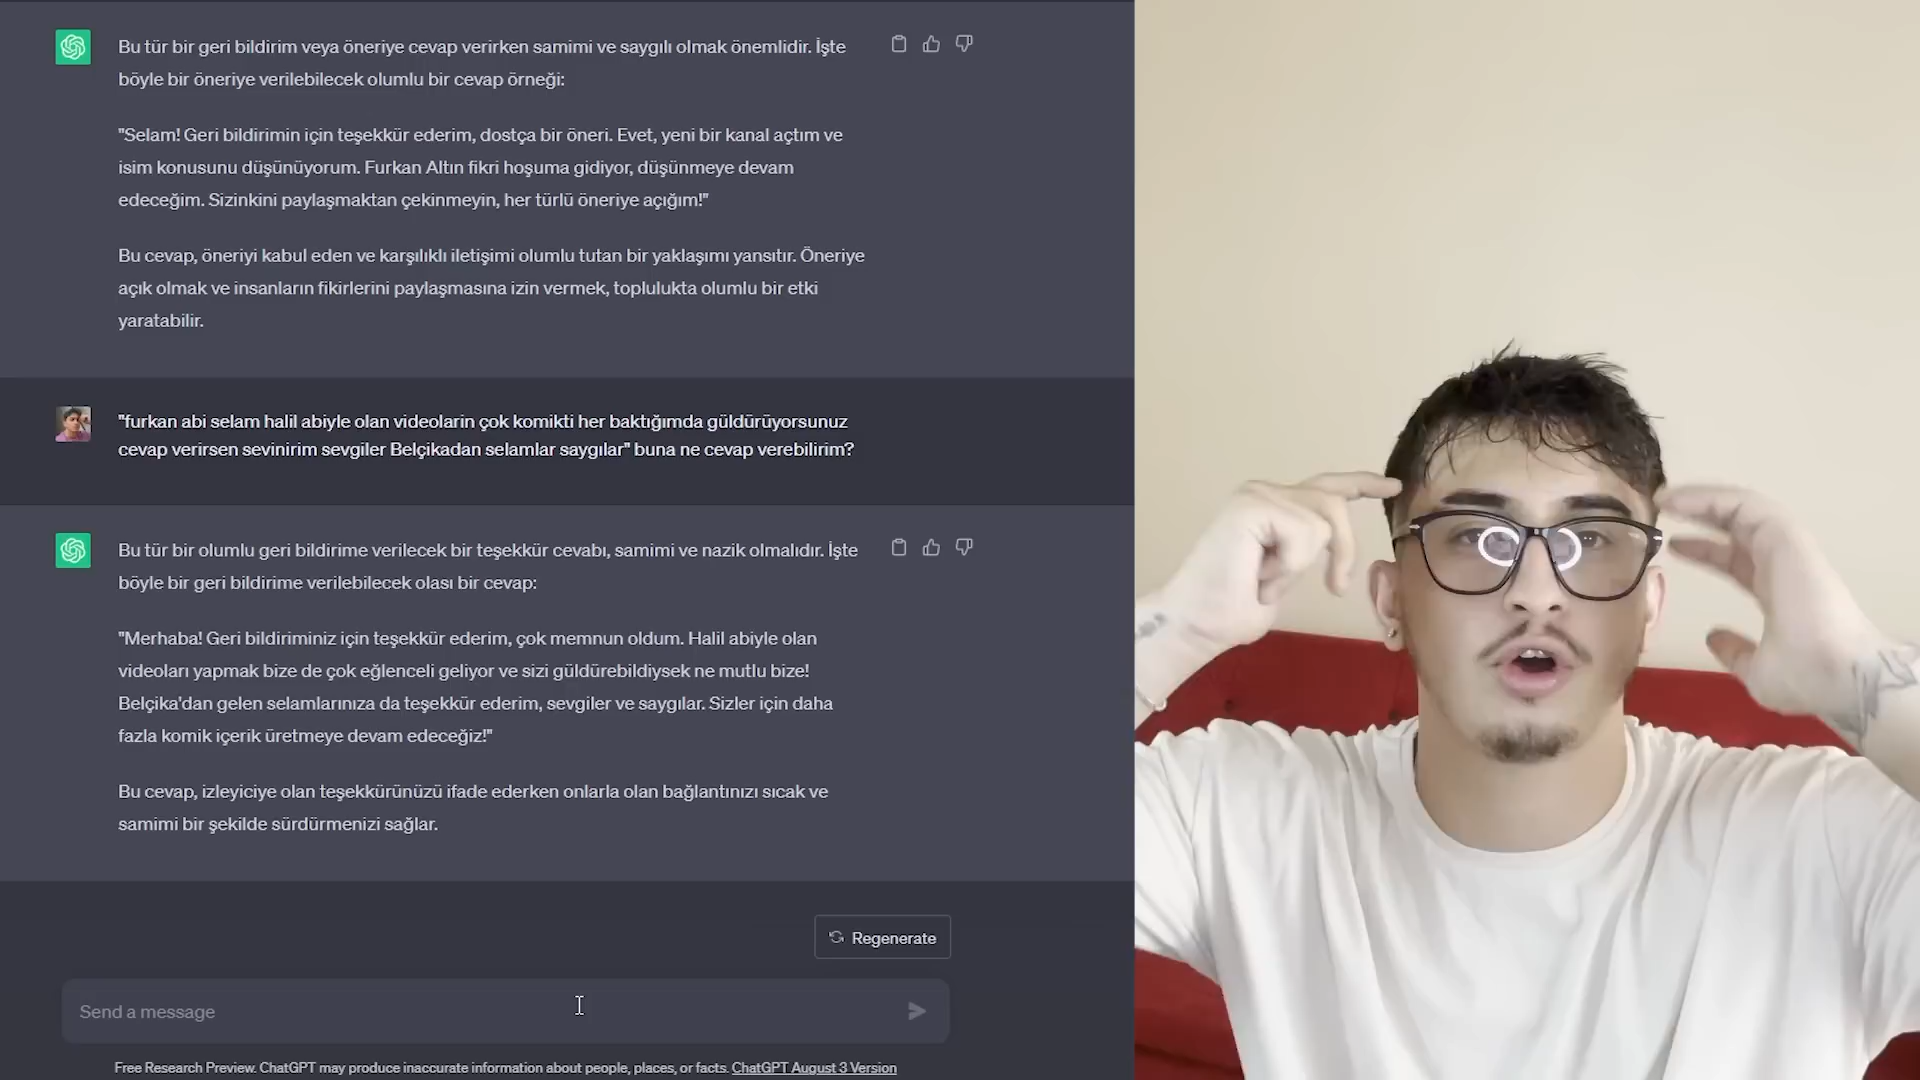 Bu tür bir geri bildirim veya öneriye cevap verirken samimi ve saygılı olmak önemlidir. İşte
böyle bir öneriye verilebilecek olumlu bir cevap örneği:
"Selam! Geri bildirimin için teşekkür ederim, dostça bir öneri. Evet, yeni bir kanal açtım ve
isim konusunu düşünüyorum. Furkan Altın fikri hoşuma gidiyor, düşünmeye devam
edeceğim. Sizinkini paylaşmaktan çekinmeyin, her türlü öneriye açığım!"
Bu cevap, öneriyi kabul eden ve karşılıklı iletişimi olumlu tutan bir yaklaşımı yansıtır. Öneriye
açık olmak ve insanların fikirlerini paylaşmasına izin vermek, toplulukta olumlu bir etki
yaratabilir.
"furkan abi selam halil abiyle olan videolarin çok komikti her baktığımda güldürüyorsunuz
cevap verirsen sevinirim sevgiler Belçikadan selamlar saygılar" buna ne cevap verebilirim?
Bu tür bir olumlu geri bildirime verilecek bir teşekkür cevabı, samimi ve nazik olmalıdır. İşte
böyle bir geri bildirime verilebilecek olası bir cevap:
"Merhaba! Geri bildiriminiz için teşekkür ederim, çok memnun oldum. Halil abiyle olan
videoları yapmak bize de çok eğlenceli geliyor ve sizi güldürebildiysek ne mutlu bize!
Belçika'dan gelen selamlarınıza da teşekkür ederim, sevgiler ve saygılar. Sizler için daha
fazla komik içerik üretmeye devam edeceğiz!"
Bu cevap, izleyiciye olan teşekkürünüzü ifade ederken onlarla olan bağlantınızı sıcak ve
samimi bir şekilde sürdürmenizi sağlar.
Regenerate
Send a message
Free Research Preview. ChatGPT may produce inaccurate information about people, places, or facts. ChatGPT August 3 Version